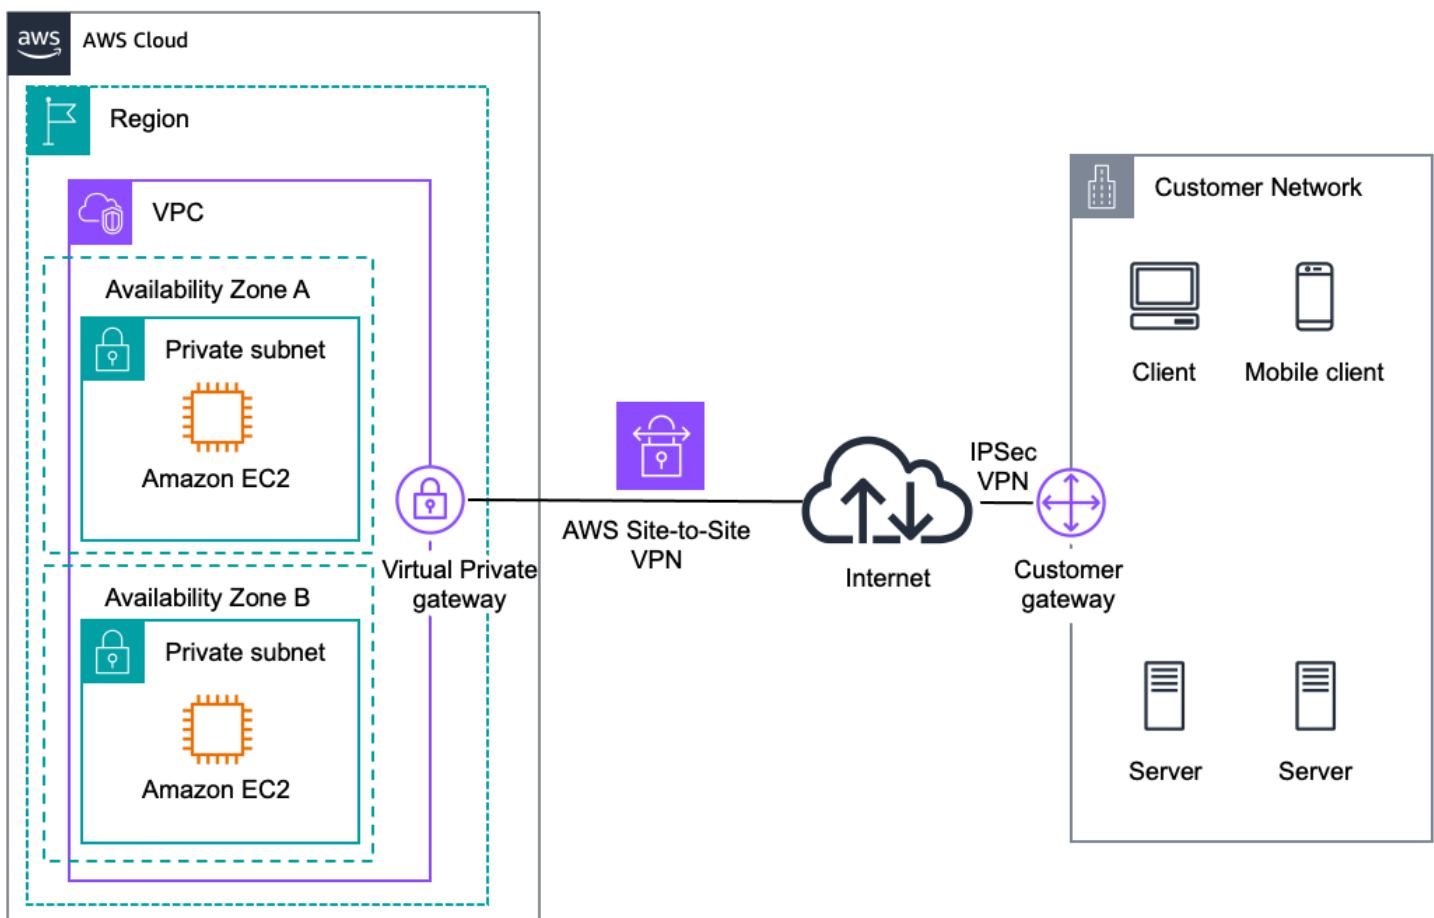 aws
AWS Cloud
Region
VPC
Availability Zone A
Private subnet
Amazon EC2
Availability Zone B
Private subnet
Amazon EC2
Virtual Private
gateway
AWS Site-to-Site
VPN
Internet
IPSec
VPN
Customer
gateway
Customer Network
Client
Mobile client
Server
Server